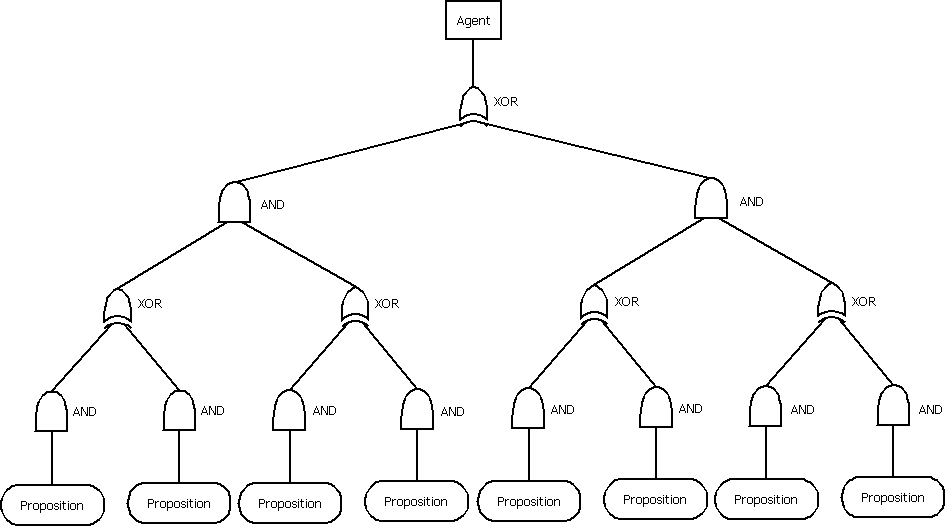 Agent
XOR
AND
AND
XOR
XOR
XOR
XOR
AND
AND
AND
AND
AND
AND
AND
AND
Proposition
Proposition
Proposition
Proposition
Proposition
Proposition
Proposition
Proposition